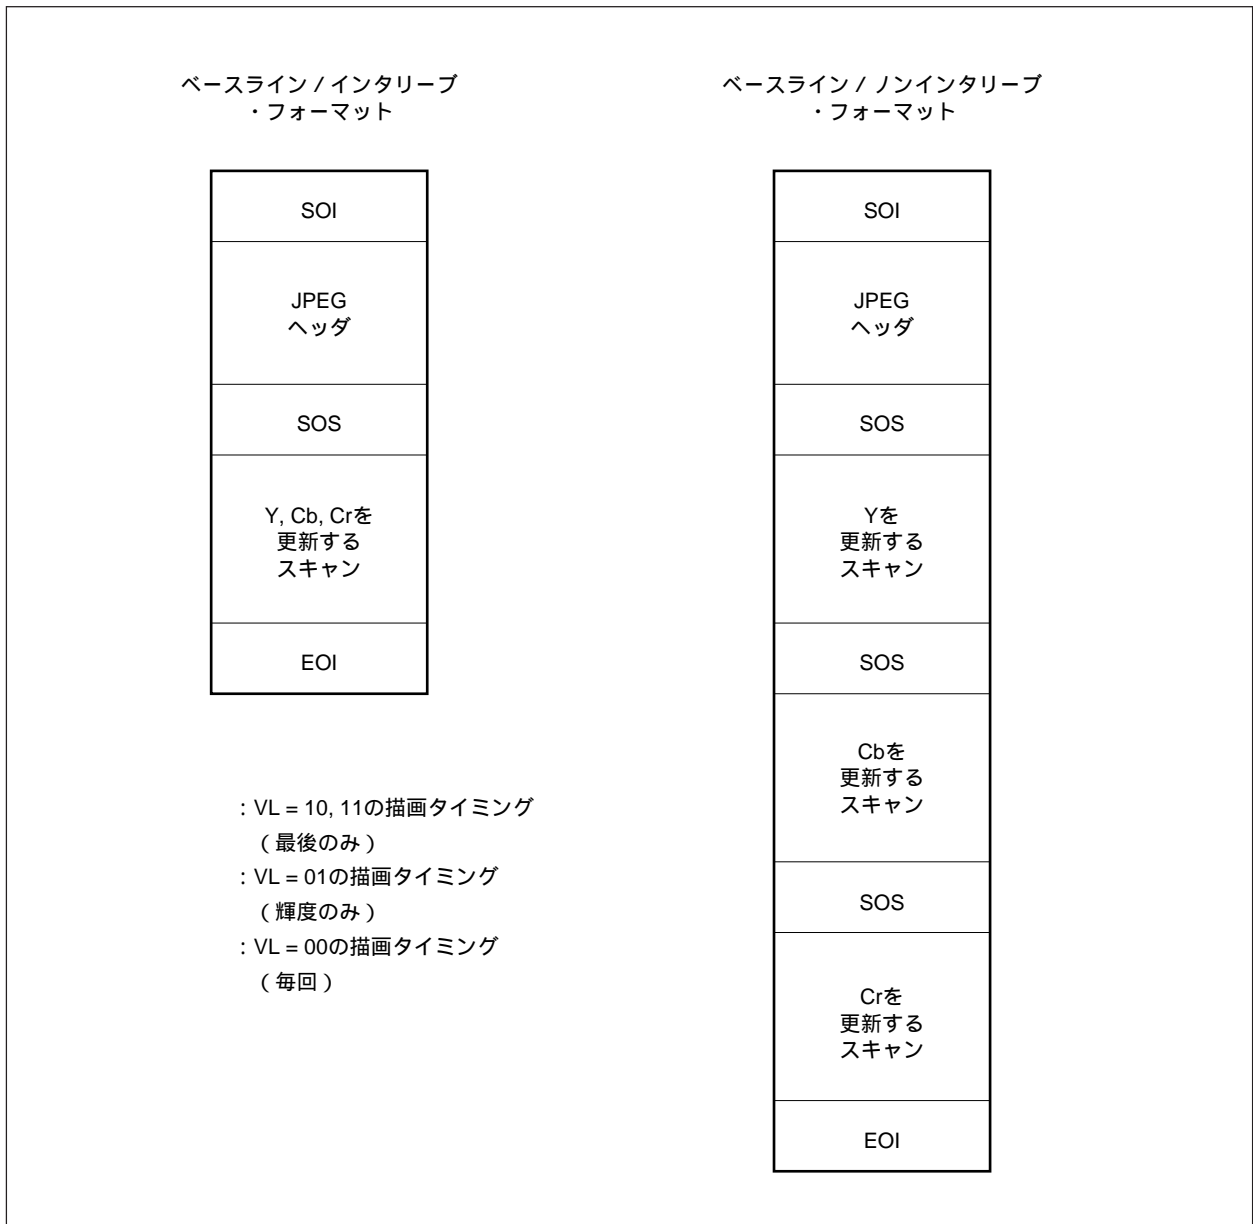 ベースライン / インタリーブ
・フォーマット
SOI
JPEG
ヘッダ
SOS
Y, Cb, Crを
更新する
スキャン
EOI
：VL = 10, 11の描画タイミング
（最後のみ）
：VL = 01の描画タイミング
（輝度のみ）
：VL = 00の描画タイミング
（毎回）
ベースライン / ノンインタリーブ
・フォーマット
SOI
JPEG
ヘッダ
SOS
Yを
更新する
スキャン
SOS
Cbを
更新する
スキャン
SOS
Crを
更新する
スキャン
EOI